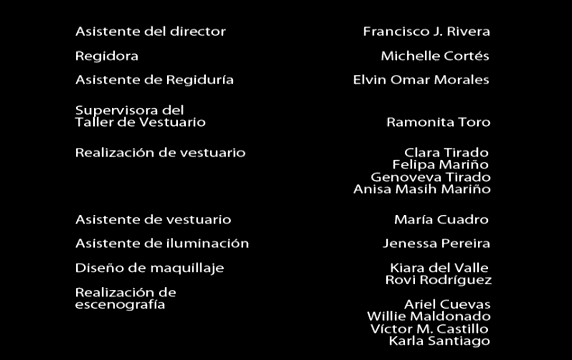 Asistente del director Francisco J. Rivera
Regidora Michelle Cortés
Asistente de Regiduría Elvin Omar Morales
Supervisora del
Taller de Vestuario Ramonita Toro
Realización de vestuario Clara Tirado
Felipa Mariño
Genoveva Tirado
Anisa Masih Mariño
Asistente de vestuario María Cuadro
Asistente de iluminación Jenessa Pereira
Diseño de maquillaje Kiara del Valle
Rovi Rodríguez
Realización de
escenografía Ariel Cuevas
Willie Maldonado
Víctor M. Castillo
Karla Santiago